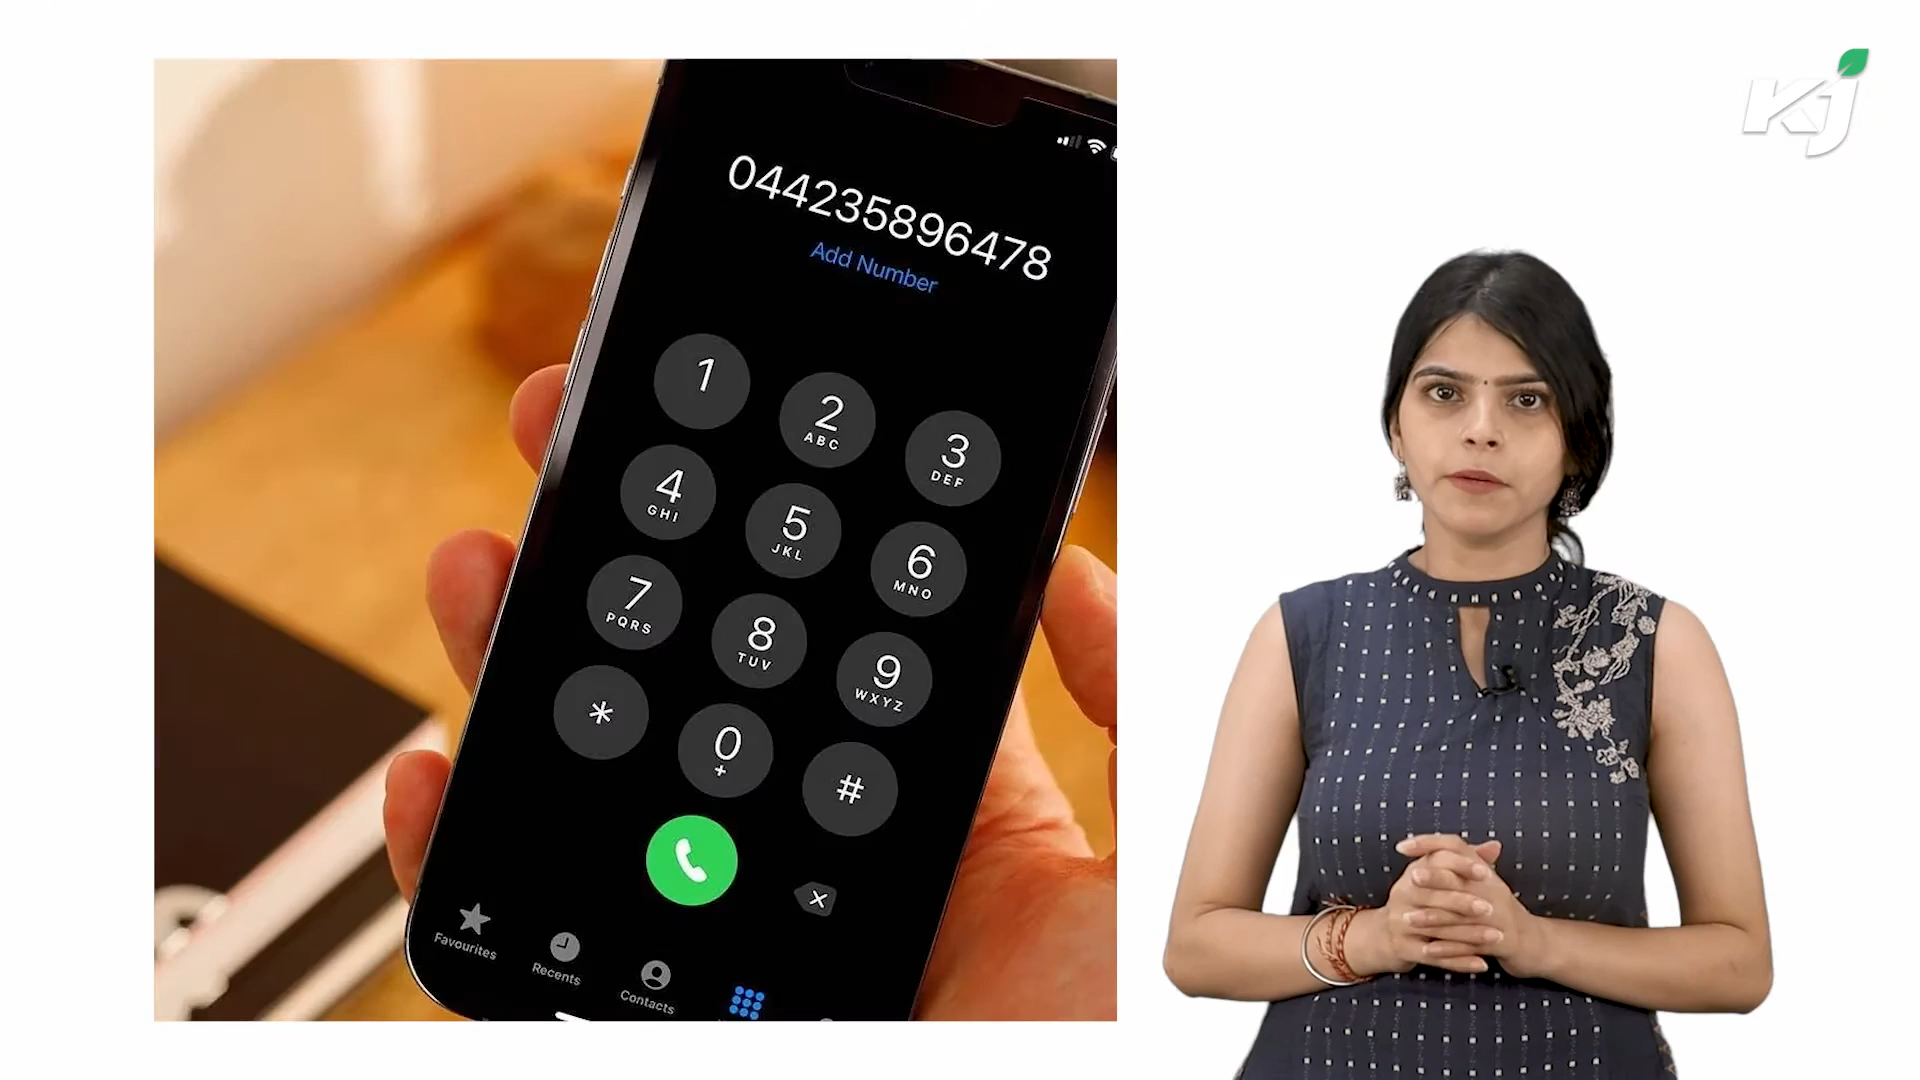 KJ
044235896478
Add Number
1
2
ABC
3
DEF
4
GHI
5
JKL
6
MNO
7
PQRS
8
TUV
9
WXYZ
*
0
+
#
Favourites
Recents
Contacts